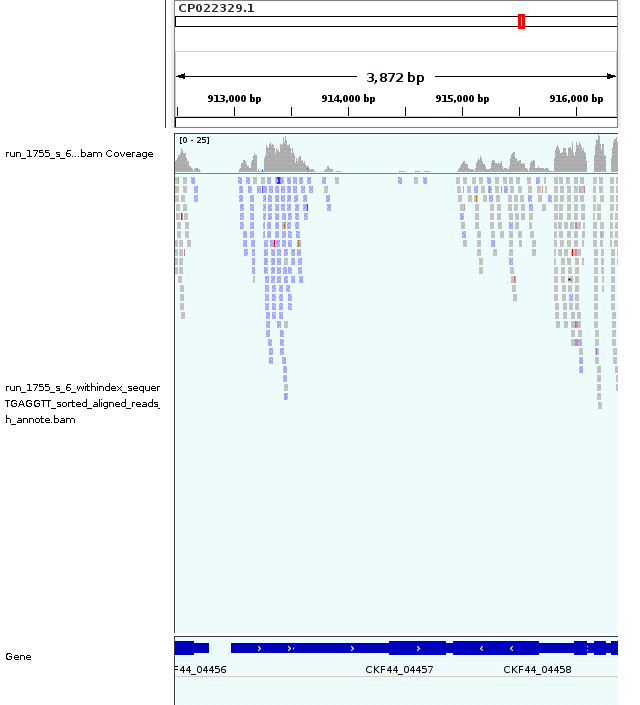 CP022329.1
3,872 bp
913,000 bp 914,000 bp 915,000 bp 916,000 bp
[0 - 25]
run_1755_s_6...bam Coverage
run_1755_s_6_withindex_sequer
TGAGGTT_sorted_aligned_reads_
h_annote.bam
Gene
F44_04456 CKF44_04457 CKF44_04458